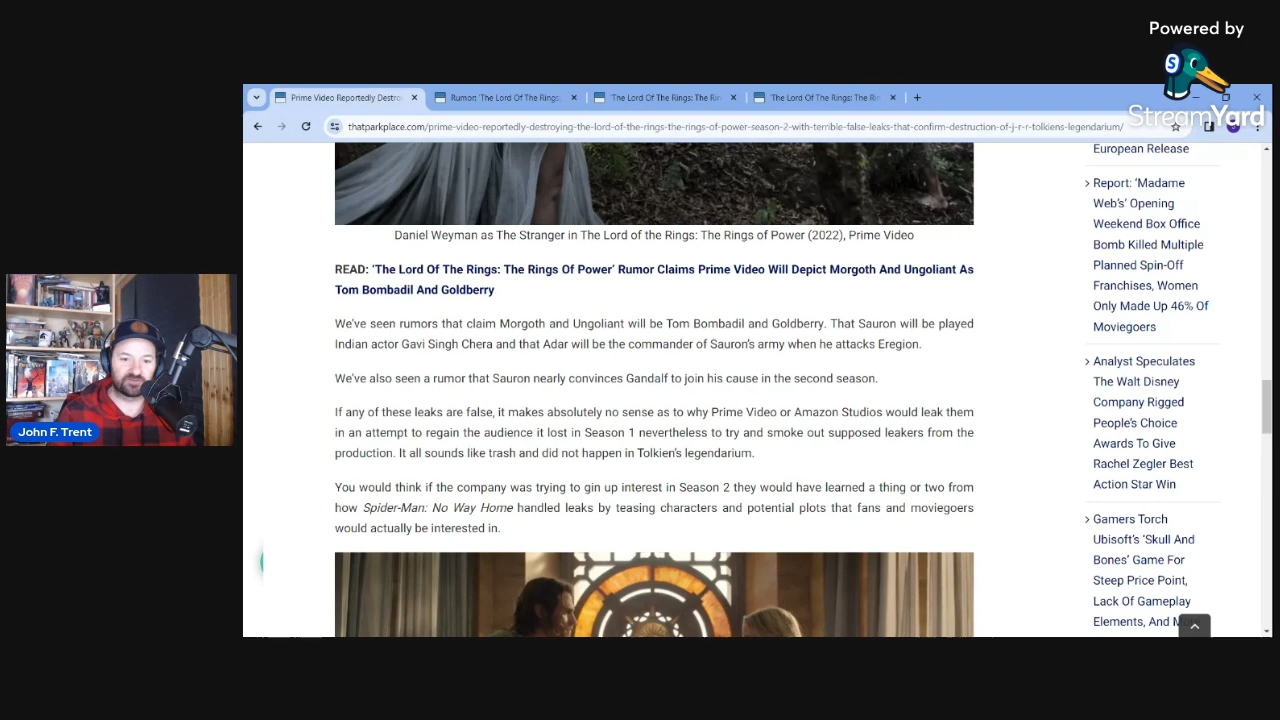 Powered by
StreamYard
Prime Video Reportedly Destro
Rumor: 'The Lord Of The Rings:
'The Lord Of The Rings: The Rin
'The Lord Of The Rings: The Rin
thatparkplace.com/prime-video-reportedly-destroying-the-lord-of-the-rings-the-rings-of-power-season-2-with-terrible-false-leaks-that-confirm-destruction-of-j-r-r-tolkiens-legendarium/
Daniel Weyman as The Stranger in The Lord of the Rings: The Rings of Power (2022), Prime Video
READ: 'The Lord Of The Rings: The Rings Of Power' Rumor Claims Prime Video Will Depict Morgoth And Ungoliant As
Tom Bombadil And Goldberry
We've seen rumors that claim Morgoth and Ungoliant will be Tom Bombadil and Goldberry. That Sauron will be played
Indian actor Gavi Singh Chera and that Adar will be the commander of Sauron's army when he attacks Eregion.
We've also seen a rumor that Sauron nearly convinces Gandalf to join his cause in the second season.
If any of these leaks are false, it makes absolutely no sense as to why Prime Video or Amazon Studios would leak them
in an attempt to regain the audience it lost in Season 1 nevertheless to try and smoke out supposed leakers from the
production. It all sounds like trash and did not happen in Tolkien's legendarium.
You would think if the company was trying to gin up interest in Season 2 they would have learned a thing or two from
how Spider-Man: No Way Home handled leaks by teasing characters and potential plots that fans and moviegoers
would actually be interested in.
European Release
Report: 'Madame
Web's' Opening
Weekend Box Office
Bomb Killed Multiple
Planned Spin-Off
Franchises, Women
Only Made Up 46% Of
Moviegoers
Analyst Speculates
The Walt Disney
Company Rigged
People's Choice
Awards To Give
Rachel Zegler Best
Action Star Win
Gamers Torch
Ubisoft's 'Skull And
Bones' Game For
Steep Price Point,
Lack Of Gameplay
Elements, And
John F. Trent